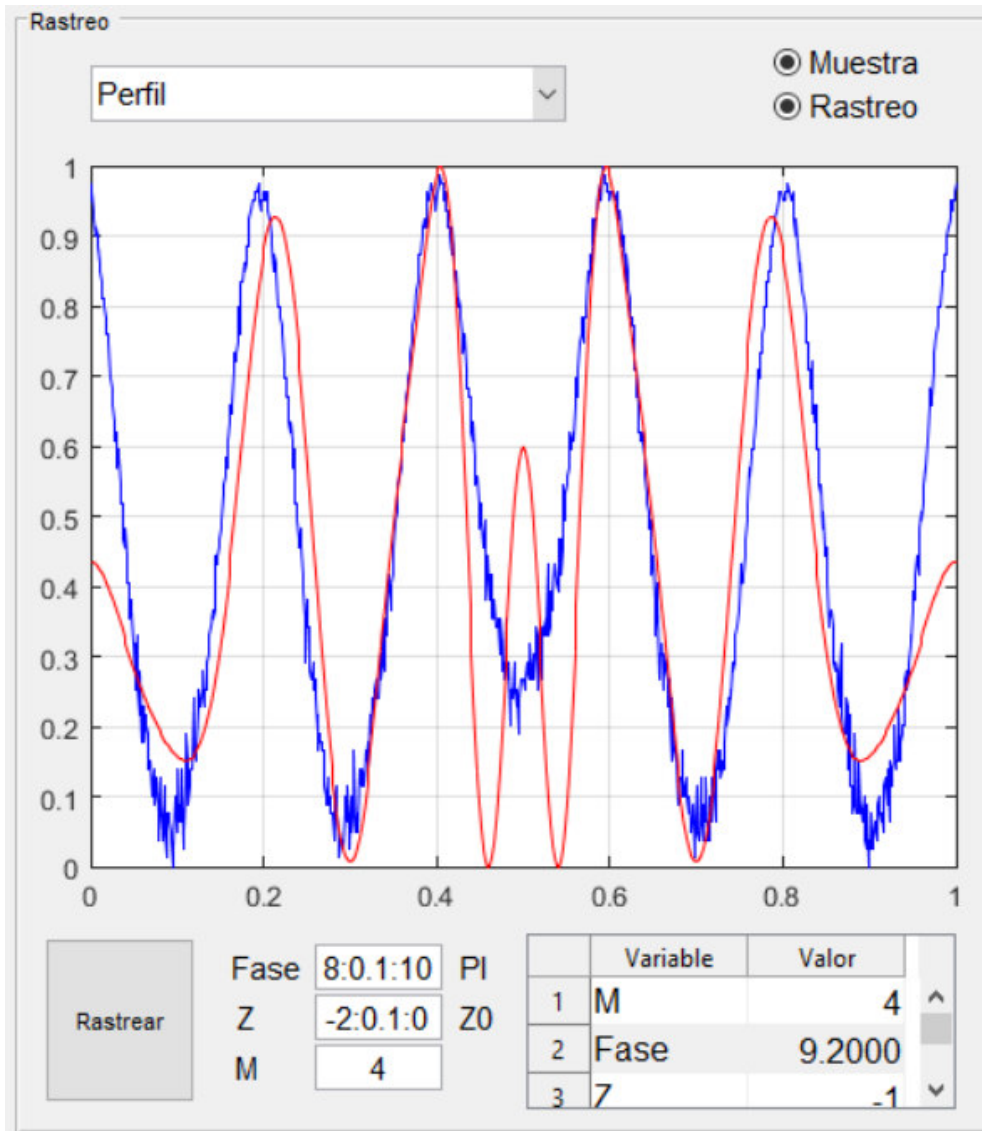 Rastreo
Perfil
Muestra
Rastreo
1
0.9
0.8
0.7
0.6
0.5
0.4
0.3
0.2
0.1
0
0 0.2 0.4 0.6 0.8 1
Rastrear
Fase 8:0.1:10 PI
Z -2:0.1:0 Z0
M 4
Variable Valor
1 M 4
2 Fase 9.2000
3 Z -1